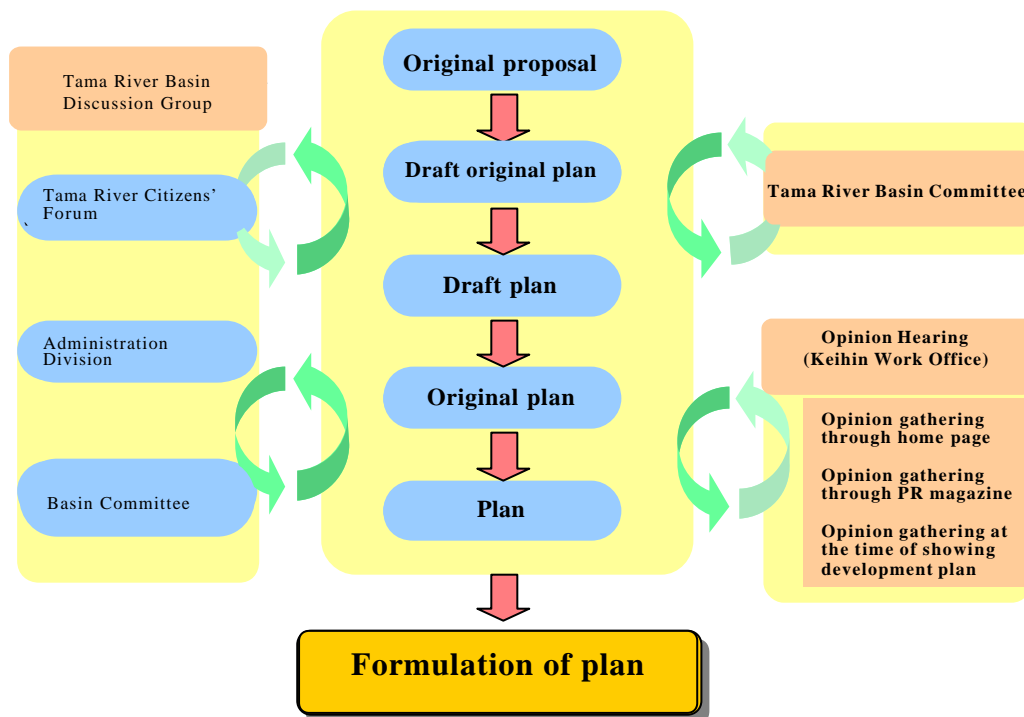 Tama River Basin
Discussion Group
Tama River Citizens’
Forum
Administration
Division
Basin Committee
Original proposal
Draft original plan
Draft plan
Original plan
Plan
Formulation of plan
Tama River Basin Committee
Opinion Hearing
(Keihin Work Office)
Opinion gathering
through home page
Opinion gathering
through PR magazine
Opinion gathering at
the time of showing
development plan